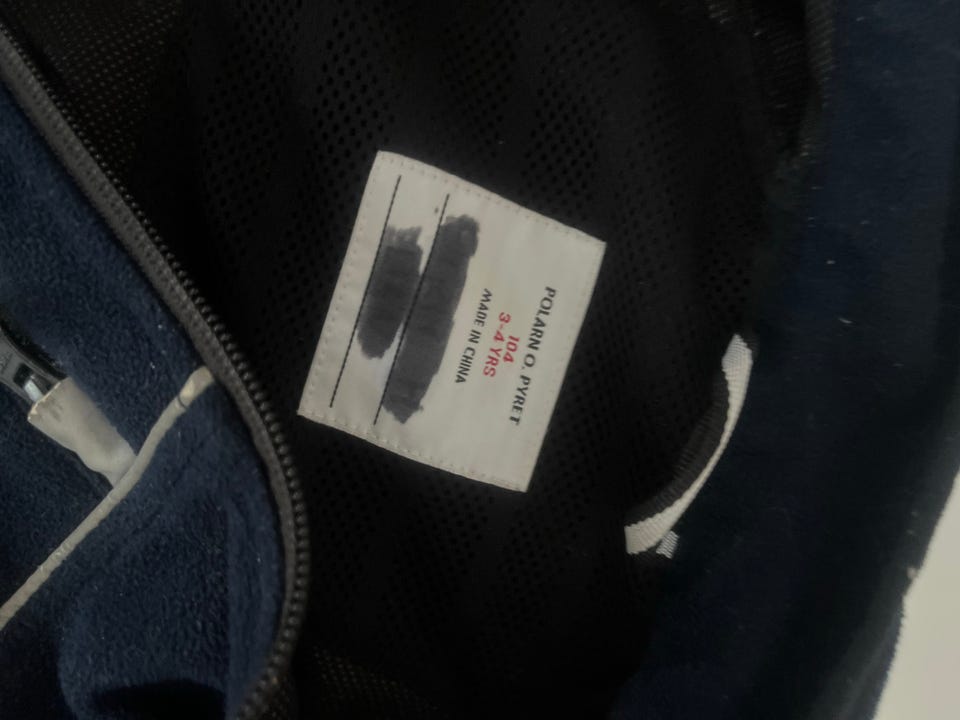 POLARN O. PYRET
104
3-4 YRS
MADE IN CHINA